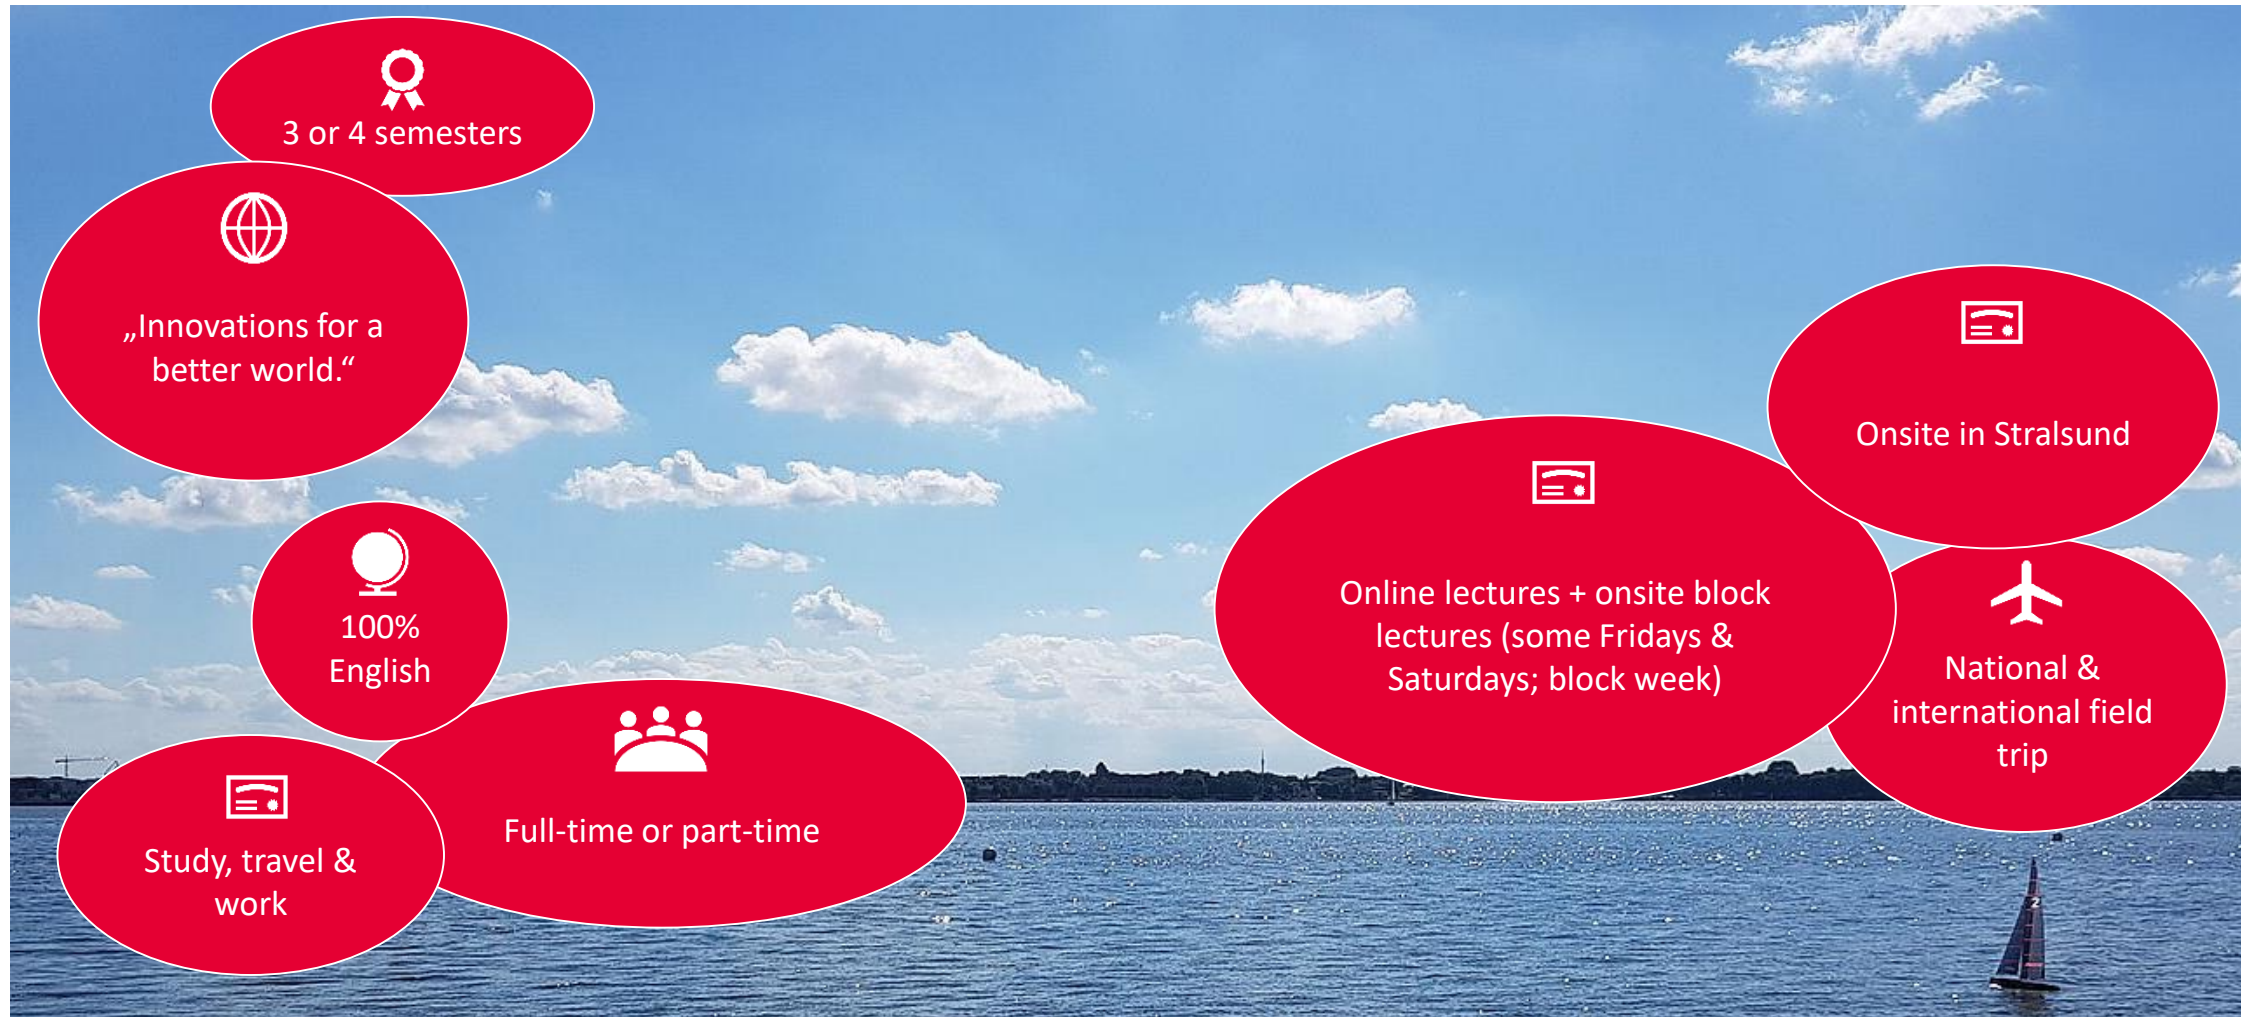 3 or 4 semesters
„Innovations for a
better world.“
100%
English
Study, travel &
work
Full-time or part-time
Online lectures + onsite block
lectures (some Fridays &
Saturdays; block week)
Onsite in Stralsund
National &
international field
trip
2